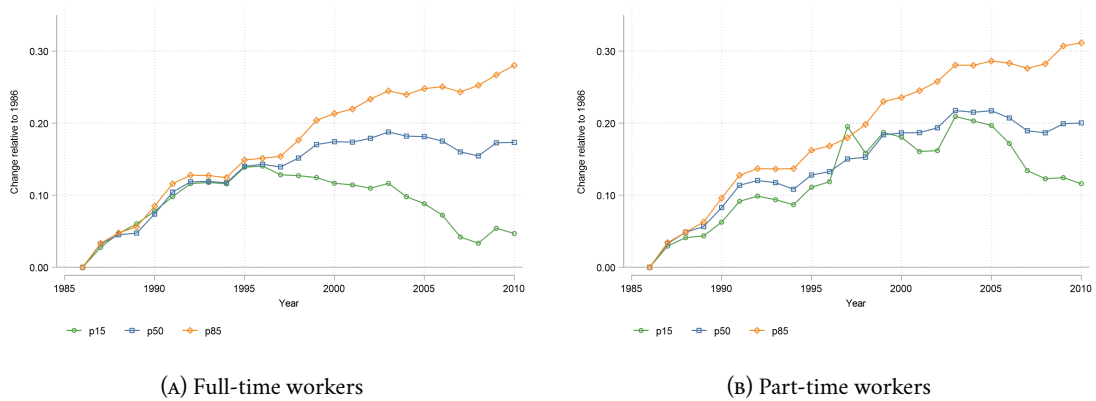 Change relative to 1986
0.30
0.20
0.10
0.00
1985 1990 1995 2000 2005 2010
Year
p15 p50 p85
(A) Full-time workers
Change relative to 1986
0.30
0.20
0.10
0.00
1985 1990 1995 2000 2005 2010
Year
p15 p50 p85
(B) Part-time workers